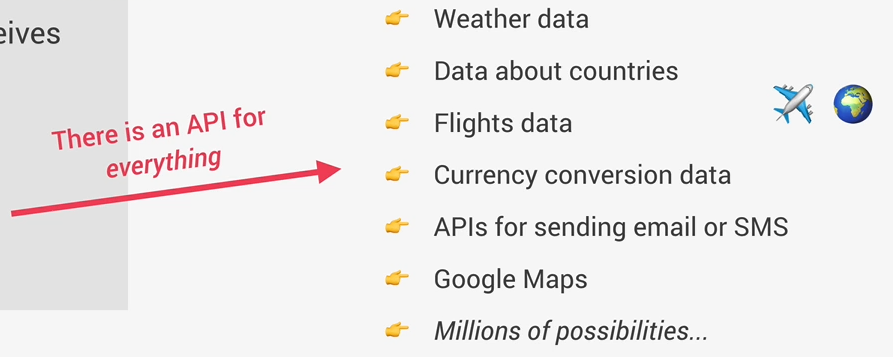 eives
There is an API for
everything
Weather data
Data about countries
Flights data
Currency conversion data
APIs for sending email or SMS
Google Maps
Millions of possibilities...